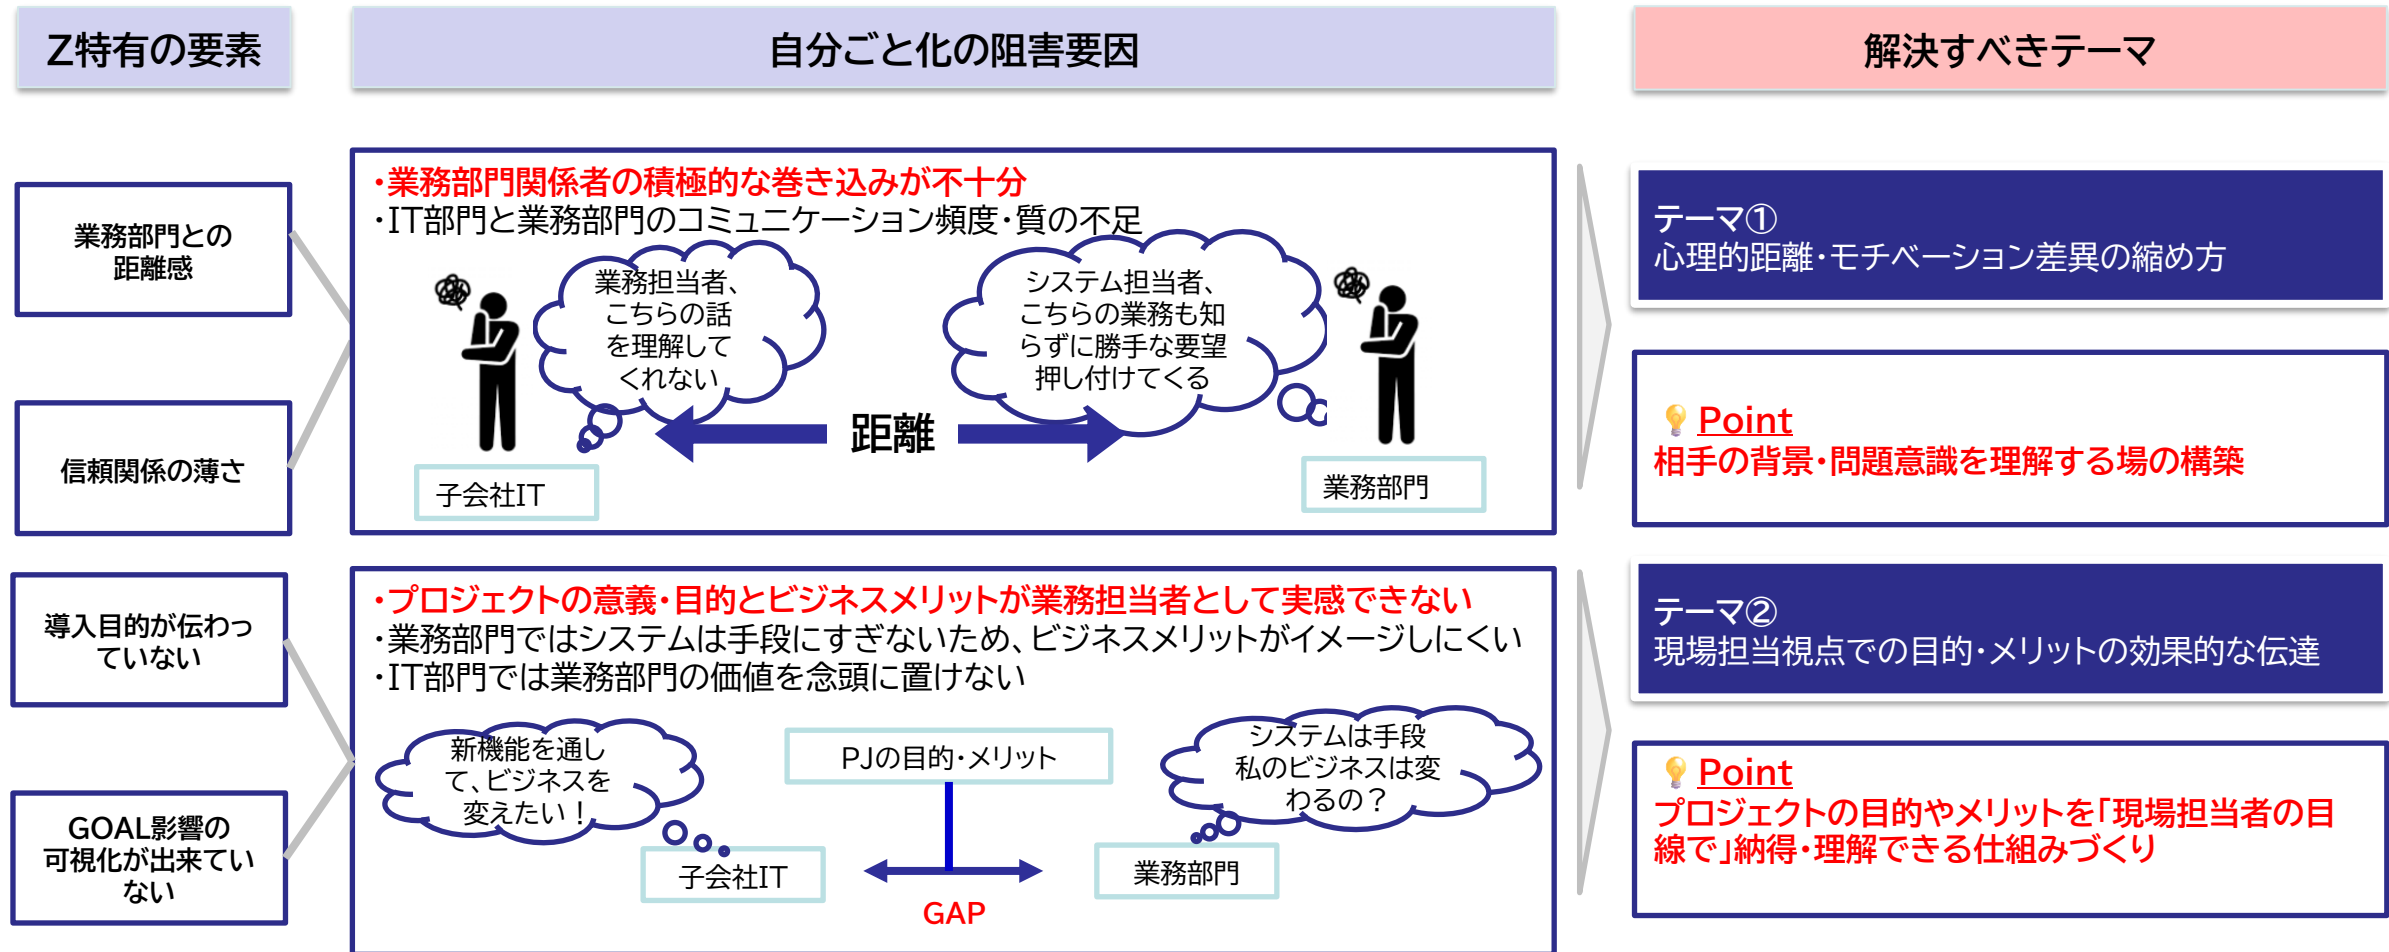 Z特有の要素
自分ごと化の阻害要因
解決すべきテーマ
業務部門との
距離感
信頼関係の薄さ
・業務部門関係者の積極的な巻き込みが不十分
・IT部門と業務部門のコミュニケーション頻度・質の不足
業務担当者、
こちらの話
を理解して
くれない
システム担当者、
こちらの業務も知
らずに勝手な要望
押し付けてくる
距離
子会社IT
業務部門
テーマ①
心理的距離・モチベーション差異の縮め方
Point
相手の背景・問題意識を理解する場の構築
導入目的が伝わっ
ていない
GOAL影響の
可視化が出来てい
ない
・プロジェクトの意義・目的とビジネスメリットが業務担当者として実感できない
・業務部門ではシステムは手段にすぎないため、ビジネスメリットがイメージしにくい
・IT部門では業務部門の価値を念頭に置けない
新機能を通し
て、ビジネスを
変えたい！
PJの目的・メリット
システムは手段
私のビジネスは変
わるの？
子会社IT
業務部門
GAP
テーマ②
現場担当視点での目的・メリットの効果的な伝達
Point
プロジェクトの目的やメリットを「現場担当者の目
線で」納得・理解できる仕組みづくり